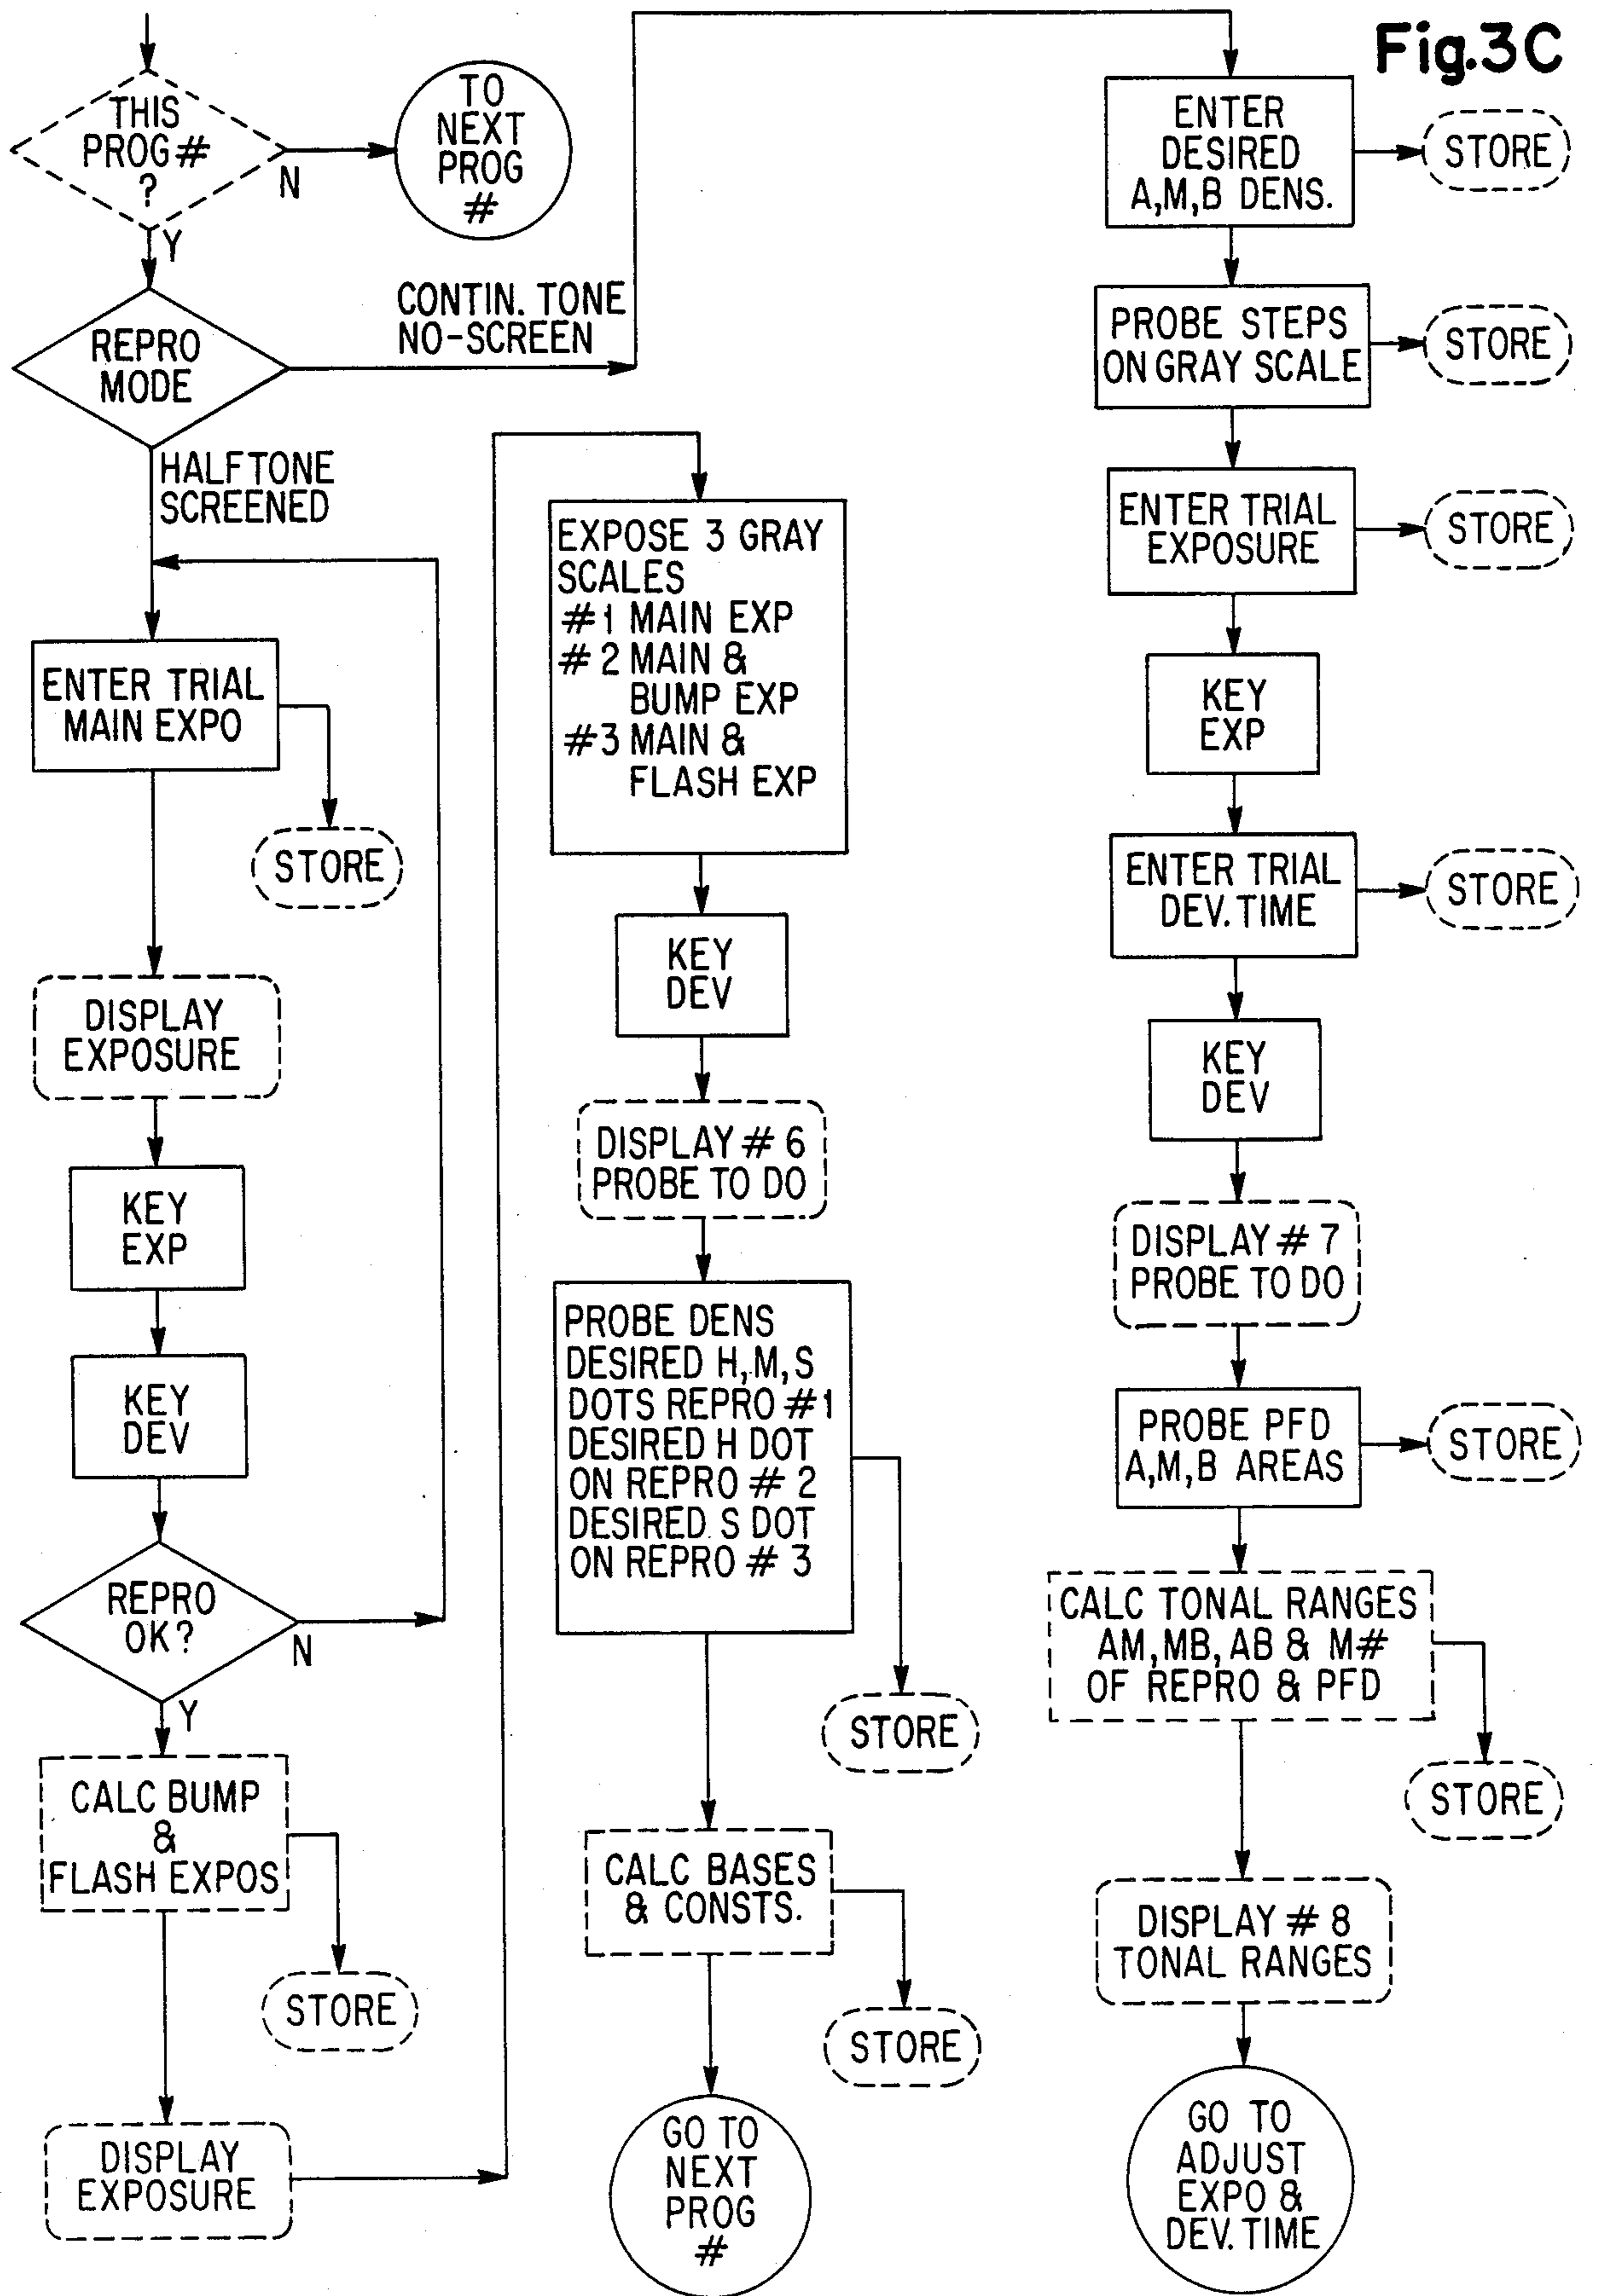 Fig.3C
THIS
PROG #
?
N
Y
TO
NEXT
PROG
#
REPRO
MODE
CONTIN. TONE
NO-SCREEN
HALFTONE
SCREENED
ENTER TRIAL
MAIN EXPO
STORE
DISPLAY
EXPOSURE
KEY
EXP
KEY
DEV
REPRO
OK?
N
Y
CALC BUMP
&
FLASH EXPOS
STORE
DISPLAY
EXPOSURE
EXPOSE 3 GRAY
SCALES
#1 MAIN EXP
#2 MAIN &
BUMP EXP
#3 MAIN &
FLASH EXP
KEY
DEV
DISPLAY # 6
PROBE TO DO
PROBE DENS
DESIRED H,M,S
DOTS REPRO #1
DESIRED H DOT
ON REPRO # 2
DESIRED S DOT
ON REPRO # 3
STORE
CALC BASES
& CONSTS.
STORE
GO TO
NEXT
PROG
#
ENTER
DESIRED
A,M,B DENS.
STORE
PROBE STEPS
ON GRAY SCALE
STORE
ENTER TRIAL
EXPOSURE
STORE
KEY
EXP
ENTER TRIAL
DEV. TIME
STORE
KEY
DEV
DISPLAY # 7
PROBE TO DO
PROBE PFD
A,M,B AREAS
STORE
CALC TONAL RANGES
AM,MB,AB & M#
OF REPRO & PFD
STORE
DISPLAY # 8
TONAL RANGES
GO TO
ADJUST
EXPO &
DEV. TIME